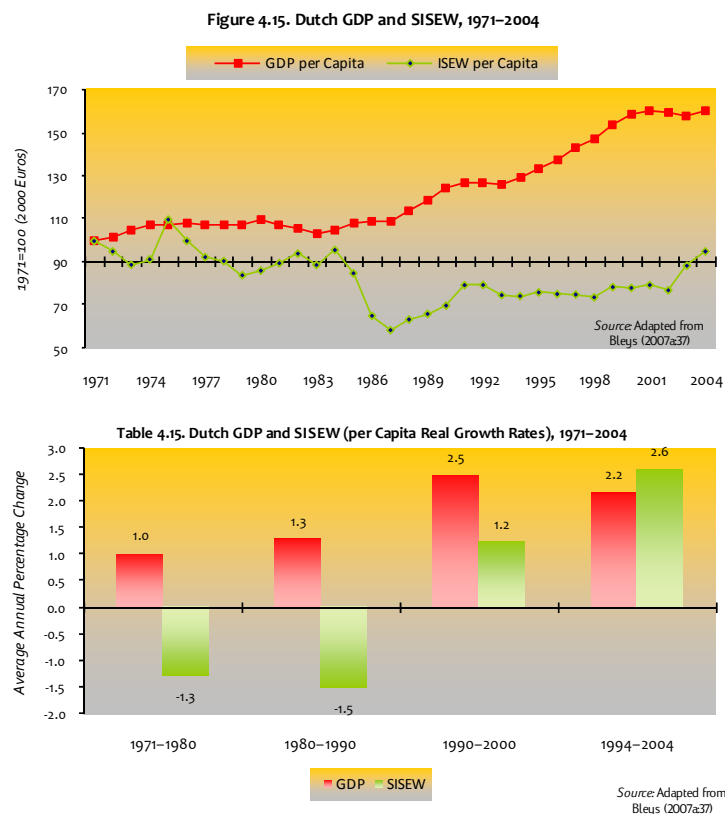 Figure 4.15. Dutch GDP and SISEW, 1971–2004
GDP per Capita ISEW per Capita
170
150
130
110
90
70
50
1971=100 (2000 Euros)
Source: Adapted from
Bleys (2007a:37)
1971 1974 1977 1980 1983 1986 1989 1992 1995 1998 2001 2004
Table 4.15. Dutch GDP and SISEW (per Capita Real Growth Rates), 1971–2004
3.0
2.5
2.0
1.5
1.0
0.5
0.0
-0.5
-1.0
-1.5
-2.0
Average Annual Percentage Change
1.0
-1.3
1.3
-1.5
2.5
1.2
2.2
2.6
1971–1980 1980–1990 1990–2000 1994–2004
GDP SISEW
Source: Adapted from
Bleys (2007a:37)